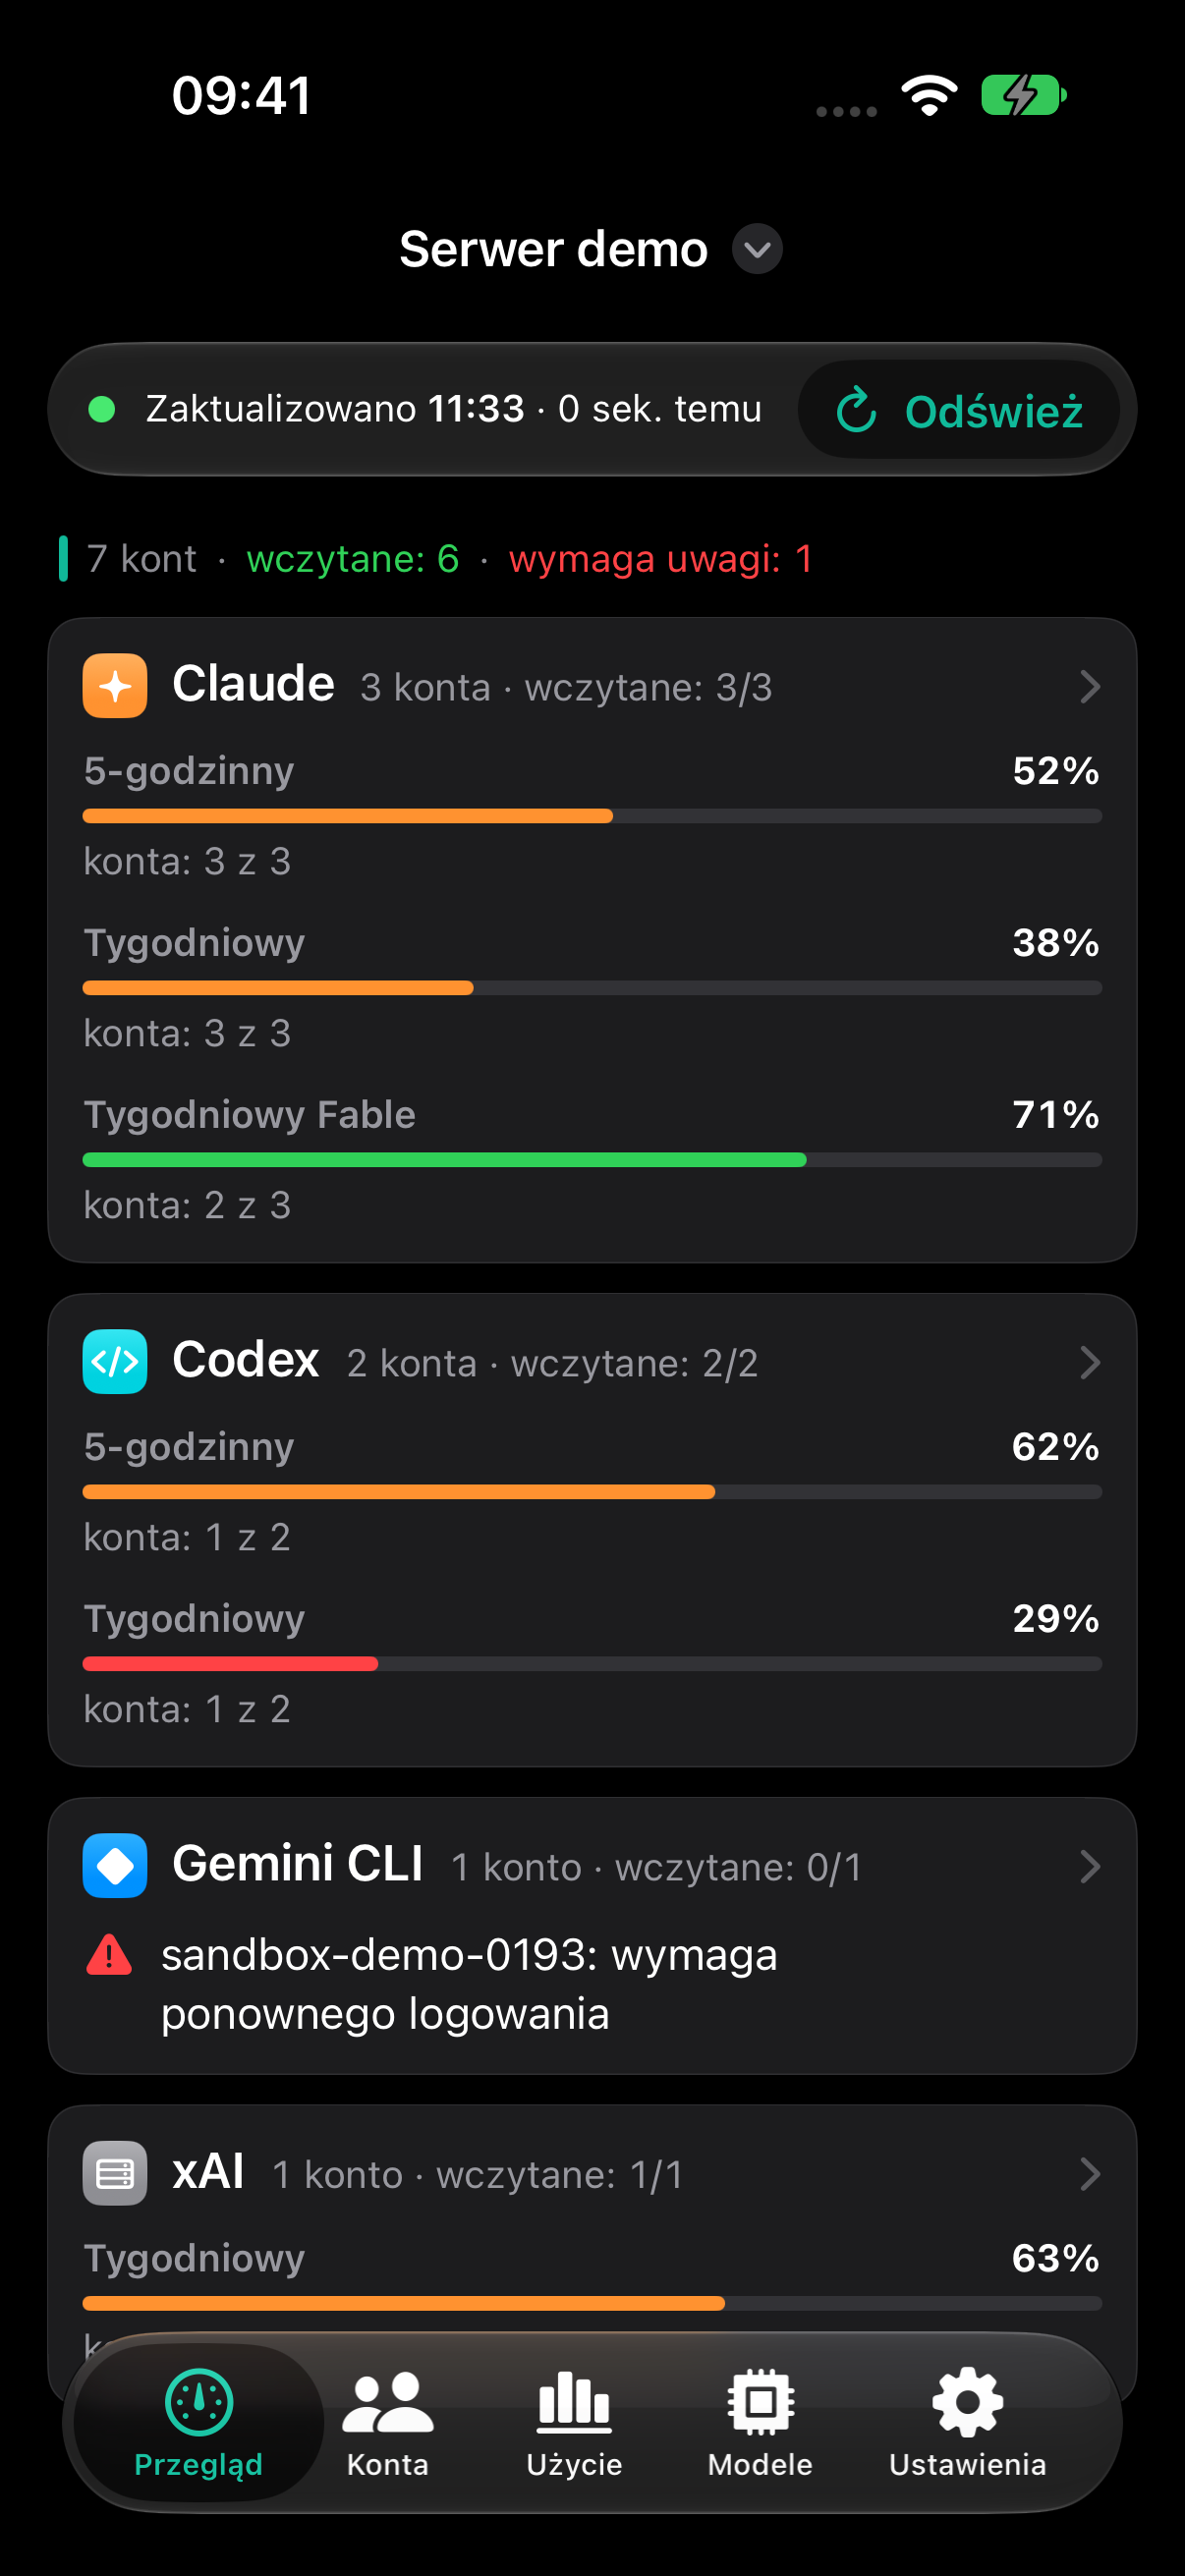 09:41
Serwer demo
Zaktualizowano 11:33 · 0 sek. temu
Odśwież
7 kont · wczytane: 6 · wymaga uwagi: 1
Claude 3 konta · wczytane: 3/3
5-godzinny 52%
konta: 3 z 3
Tygodniowy 38%
konta: 3 z 3
Tygodniowy Fable 71%
konta: 2 z 3
Codex 2 konta · wczytane: 2/2
5-godzinny 62%
konta: 1 z 2
Tygodniowy 29%
konta: 1 z 2
Gemini CLI 1 konto · wczytane: 0/1
sandbox-demo-0193: wymaga
ponownego logowania
xAI 1 konto · wczytane: 1/1
Tygodniowy 63%
Przegląd Konta Użycie Modele Ustawienia